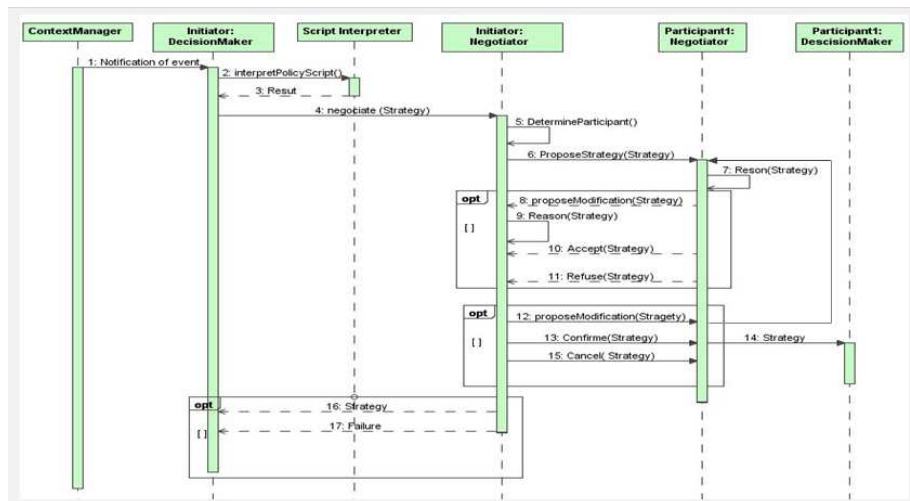 ContextManager
Initiator:
DecisionMaker
Script Interpreter
Initiator:
Negotiator
Participant1:
Negotiator
Participant1:
DescisionMaker
1: Notification of event
2: interpretPolicyScript()
3: Resut
4: negociate (Strategy)
5: DetermineParticipant()
6: ProposeStrategy(Strategy)
7: Reson(Strategy)
opt
8: proposeModification(Strategy)
[ ]
9: Reason(Strategy)
10: Accept(Strategy)
11: Refuse(Strategy)
opt
12: proposeModification(Stragety)
[ ]
13: Confirme(Strategy)
14: Strategy
15: Cancel( Strategy)
opt
16: Strategy
[ ]
17: Failure